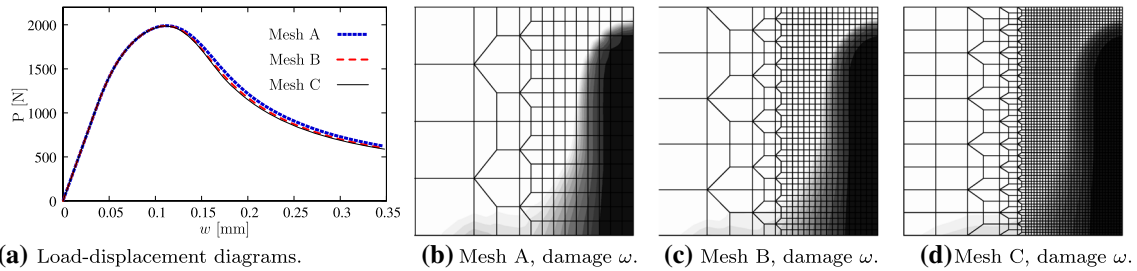 2000
1500
1000
500
0
P [N]
Mesh A
Mesh B
Mesh C
0 0.05 0.1 0.15 0.2 0.25 0.3 0.35
w [mm]
(a) Load-displacement diagrams.
(b) Mesh A, damage ω.
(c) Mesh B, damage ω.
(d) Mesh C, damage ω.